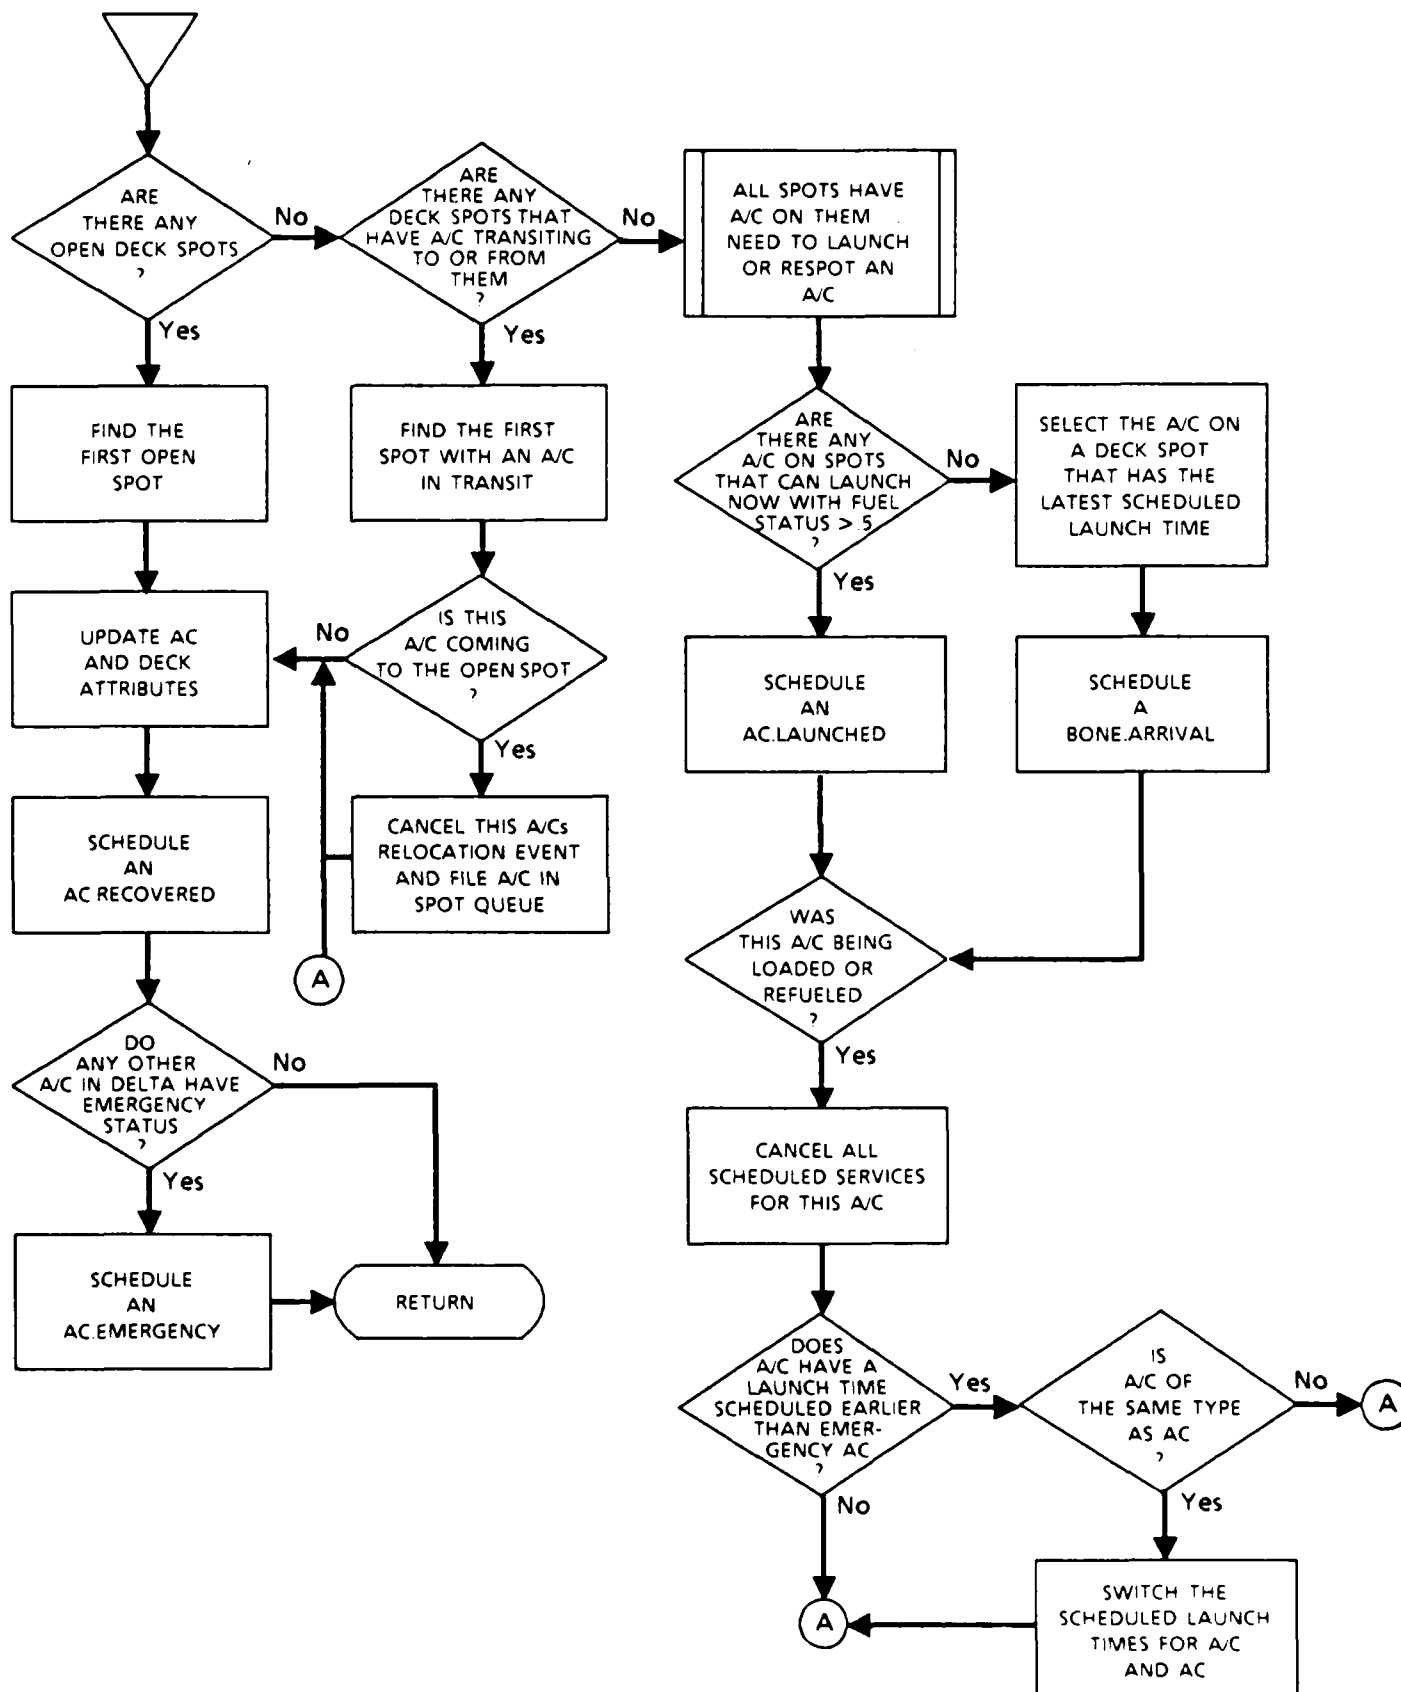 ARE
THERE ANY
OPEN DECK SPOTS
?
No
Yes
ARE
THERE ANY
DECK SPOTS THAT
HAVE A/C TRANSITING
TO OR FROM
THEM
?
No
Yes
ALL SPOTS HAVE
A/C ON THEM
NEED TO LAUNCH
OR RESPOT AN
A/C
FIND THE
FIRST OPEN
SPOT
FIND THE FIRST
SPOT WITH AN A/C
IN TRANSIT
ARE
THERE ANY
A/C ON SPOTS
THAT CAN LAUNCH
NOW WITH FUEL
STATUS > .5
?
No
Yes
SELECT THE A/C ON
A DECK SPOT
THAT HAS THE
LATEST SCHEDULED
LAUNCH TIME
UPDATE AC
AND DECK
ATTRIBUTES
No
IS THIS
A/C COMING
TO THE OPEN SPOT
?
Yes
SCHEDULE
AN
AC.LAUNCHED
SCHEDULE
A
BONE.ARRIVAL
SCHEDULE
AN
AC RECOVERED
CANCEL THIS A/Cs
RELOCATION EVENT
AND FILE A/C IN
SPOT QUEUE
A
WAS
THIS A/C BEING
LOADED OR
REFUELED
?
Yes
DO
ANY OTHER
A/C IN DELTA HAVE
EMERGENCY
STATUS
?
No
Yes
CANCEL ALL
SCHEDULED SERVICES
FOR THIS A/C
SCHEDULE
AN
AC.EMERGENCY
RETURN
DOES
A/C HAVE A
LAUNCH TIME
SCHEDULED EARLIER
THAN EMER-
GENCY AC
?
Yes
No
IS
A/C OF
THE SAME TYPE
AS AC
?
No
A
Yes
A
SWITCH THE
SCHEDULED LAUNCH
TIMES FOR A/C
AND AC